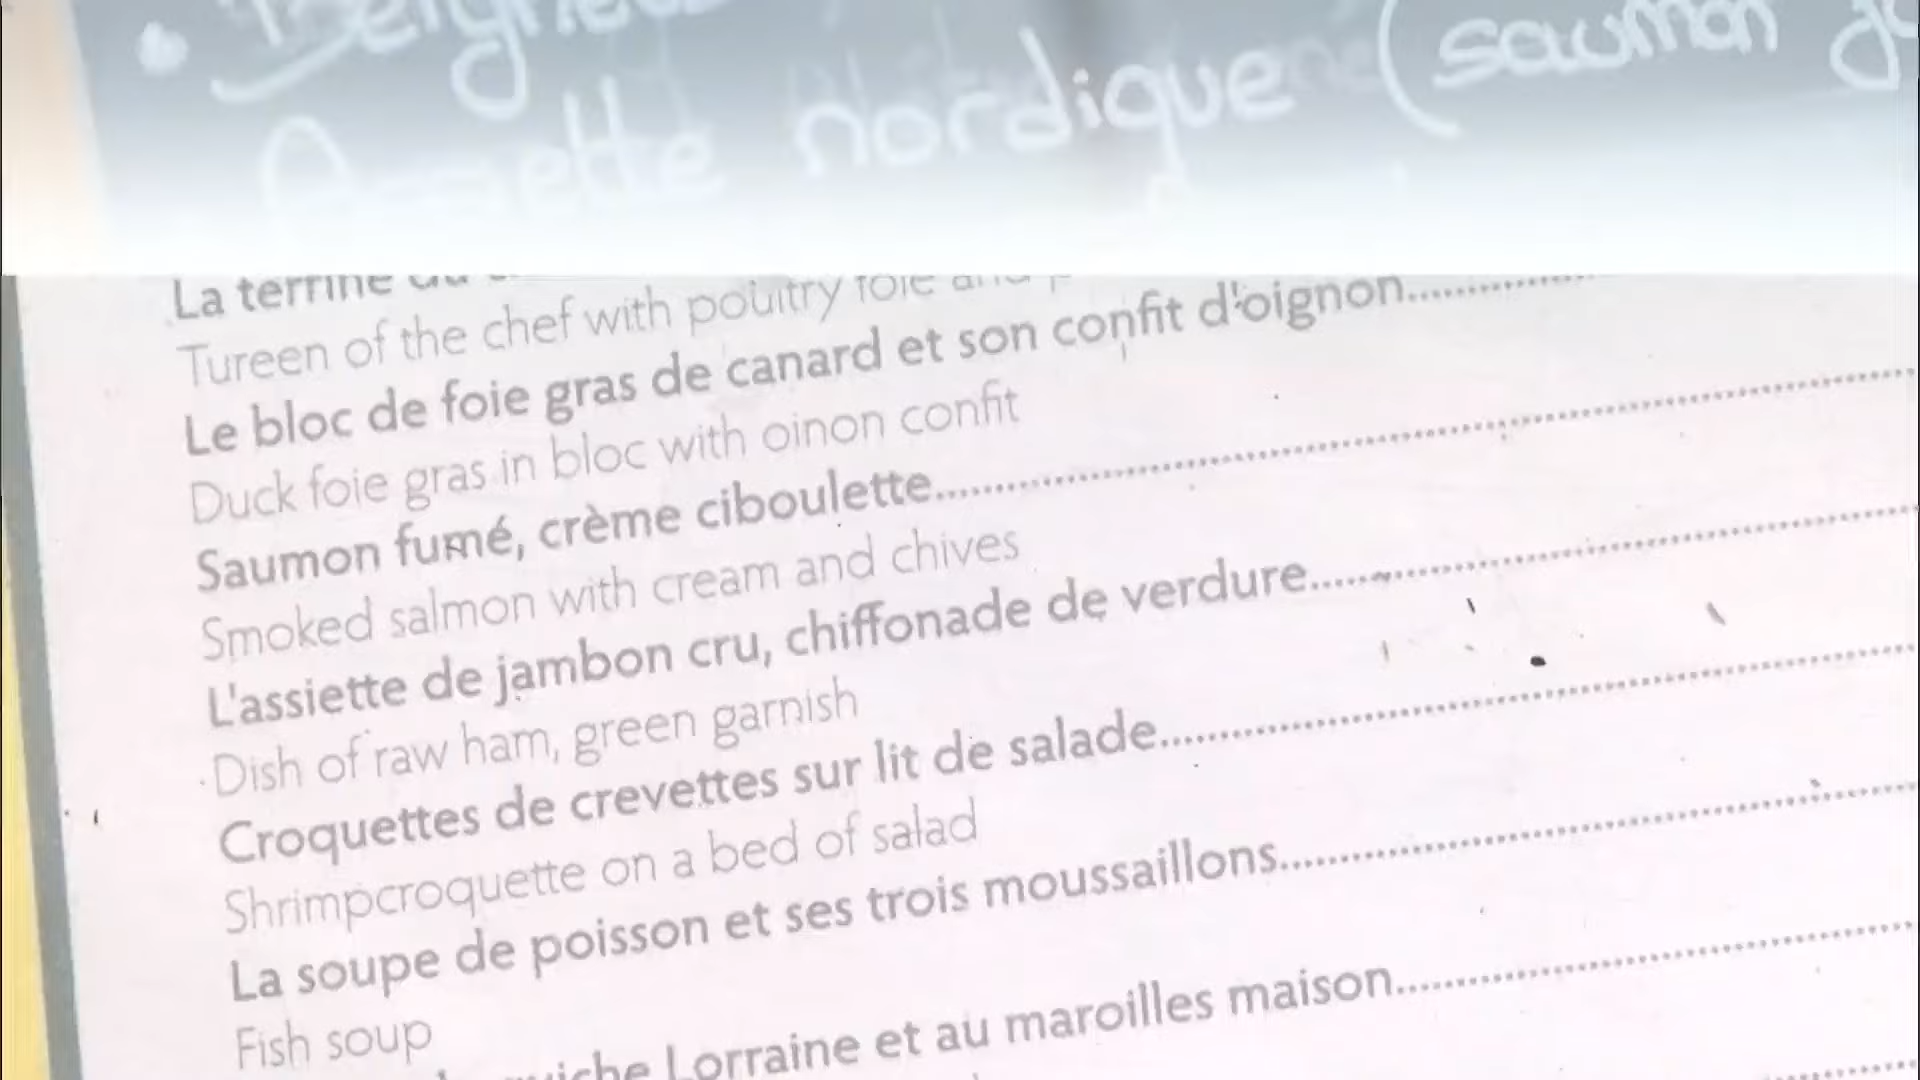 nordique (saumon
La terrine
Tureen of the chef with poultry foie
Le bloc de foie gras de canard et son confit d'oignon
Duck foie gras in bloc with oinon confit
Saumon fumé, crème ciboulette
Smoked salmon with cream and chives
L'assiette de jambon cru, chiffonade de verdure
Dish of raw ham, green garnish
Croquettes de crevettes sur lit de salade
Shrimpcroquette on a bed of salad
La soupe de poisson et ses trois moussaillons
Fish soup
Lorraine et au maroilles maison